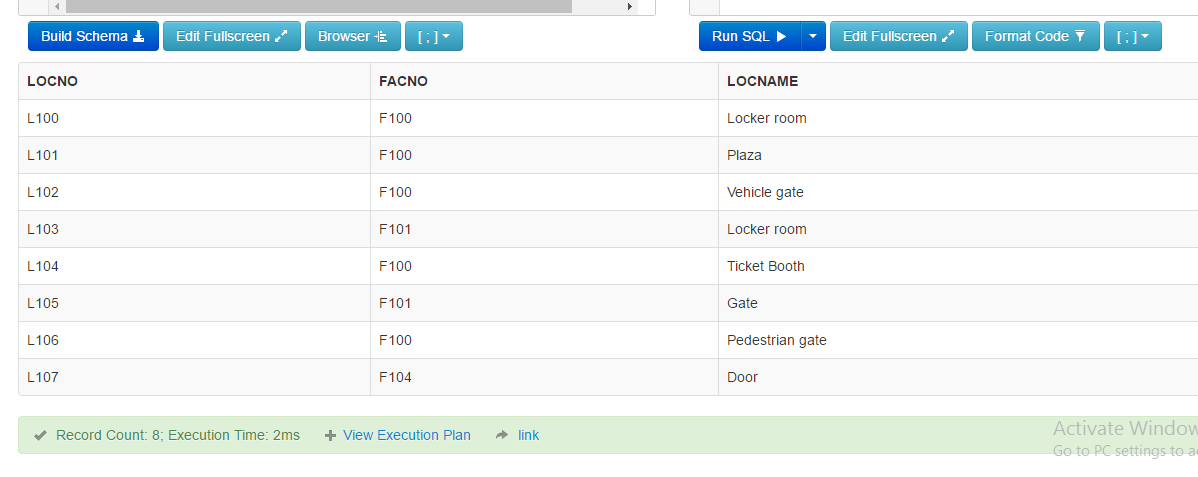 Build Schema Edit Fullscreen Browser [ ; ] Run SQL Edit Fullscreen Format Code [ ; ]
LOCNO FACNO LOCNAME
L100 F100 Locker room
L101 F100 Plaza
L102 F100 Vehicle gate
L103 F101 Locker room
L104 F100 Ticket Booth
L105 F101 Gate
L106 F100 Pedestrian gate
L107 F104 Door
Record Count: 8; Execution Time: 2ms View Execution Plan link
Activate Window
Go to PC settings to a